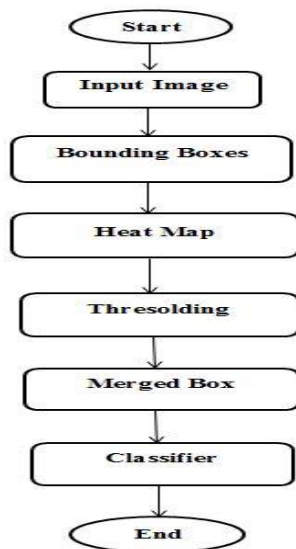 Start
Input Image
Bounding Boxes
Heat Map
Thresolding
Merged Box
Classifier
End